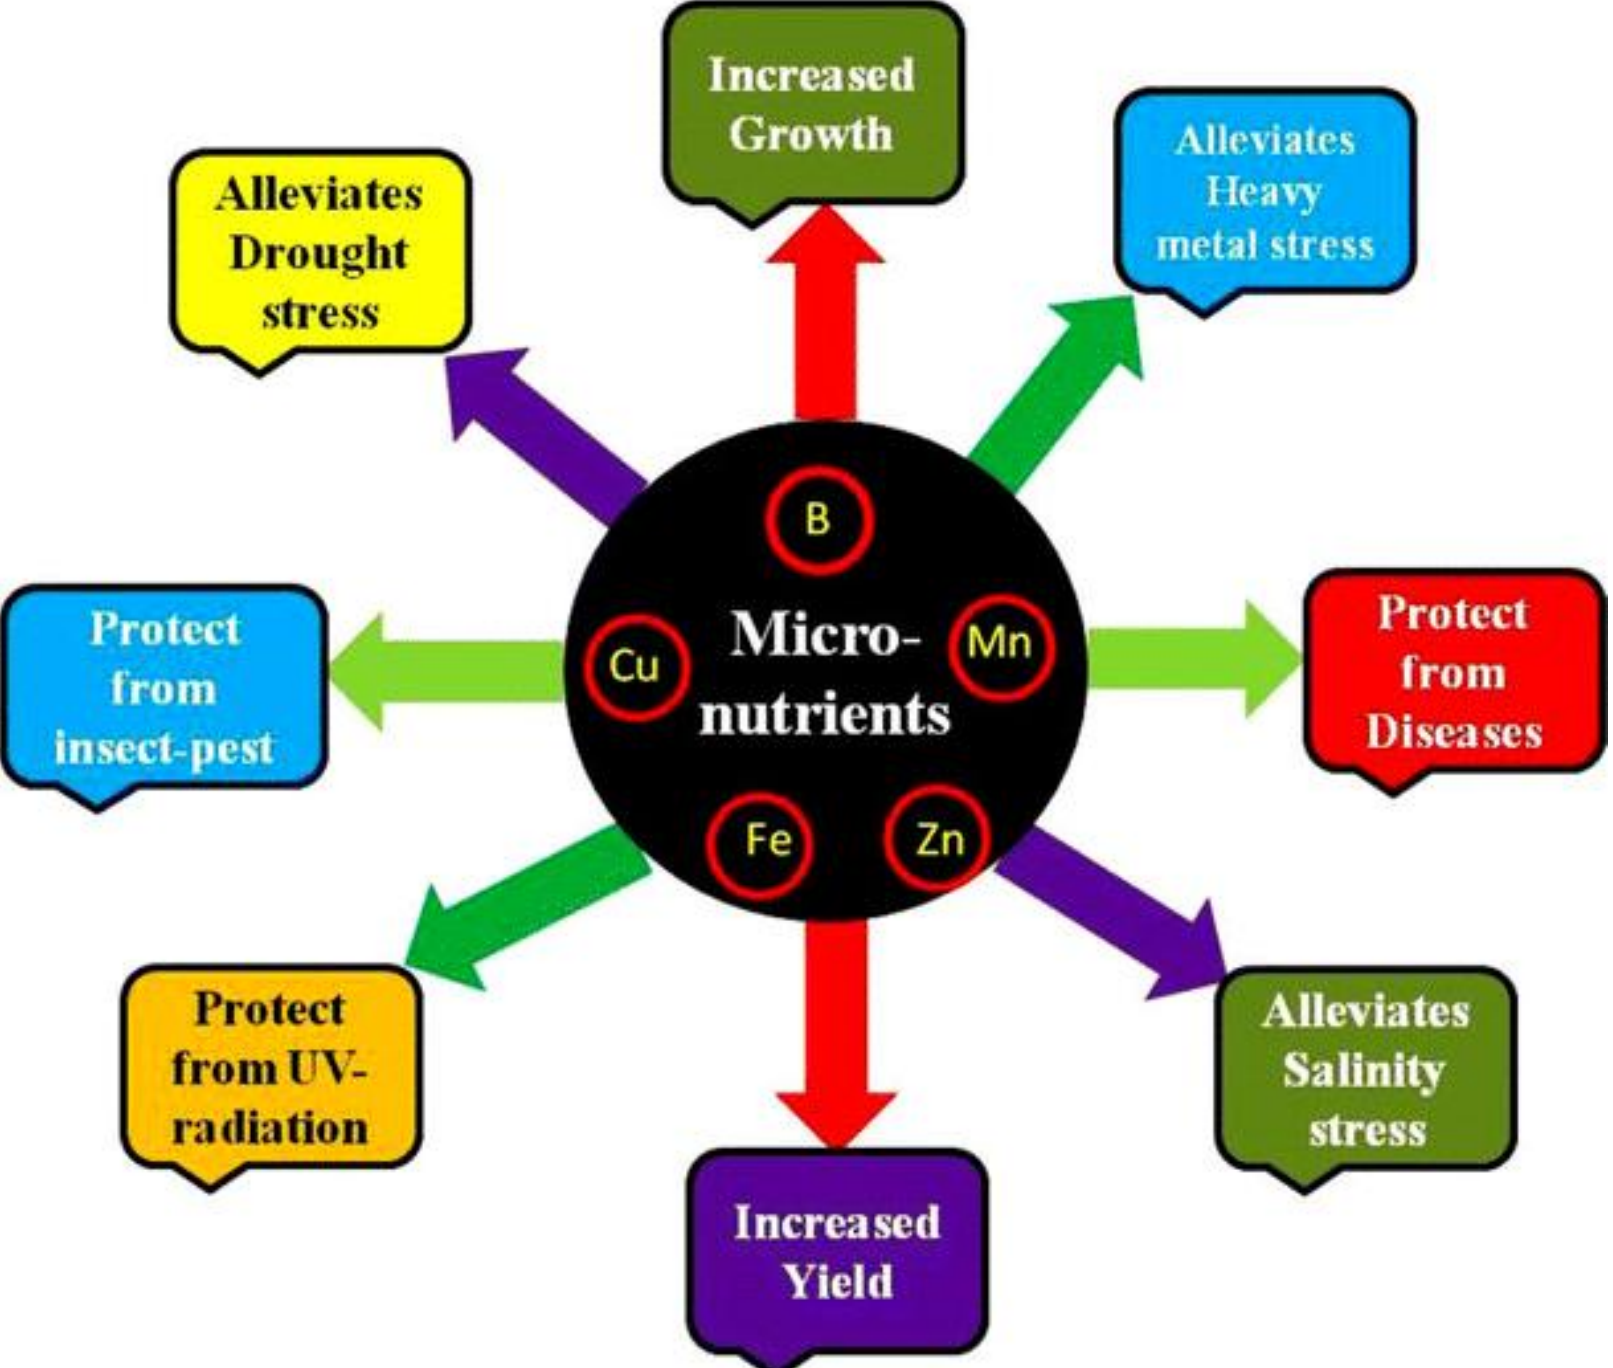 Increased
Growth
Alleviates
Heavy
metal stress
Alleviates
Drought
stress
B
Micro-
nutrients
Mn
Cu
Fe
Zn
Protect
from
insect-pest
Protect
from
Diseases
Protect
from UV-
radiation
Alleviates
Salinity
stress
Increased
Yield